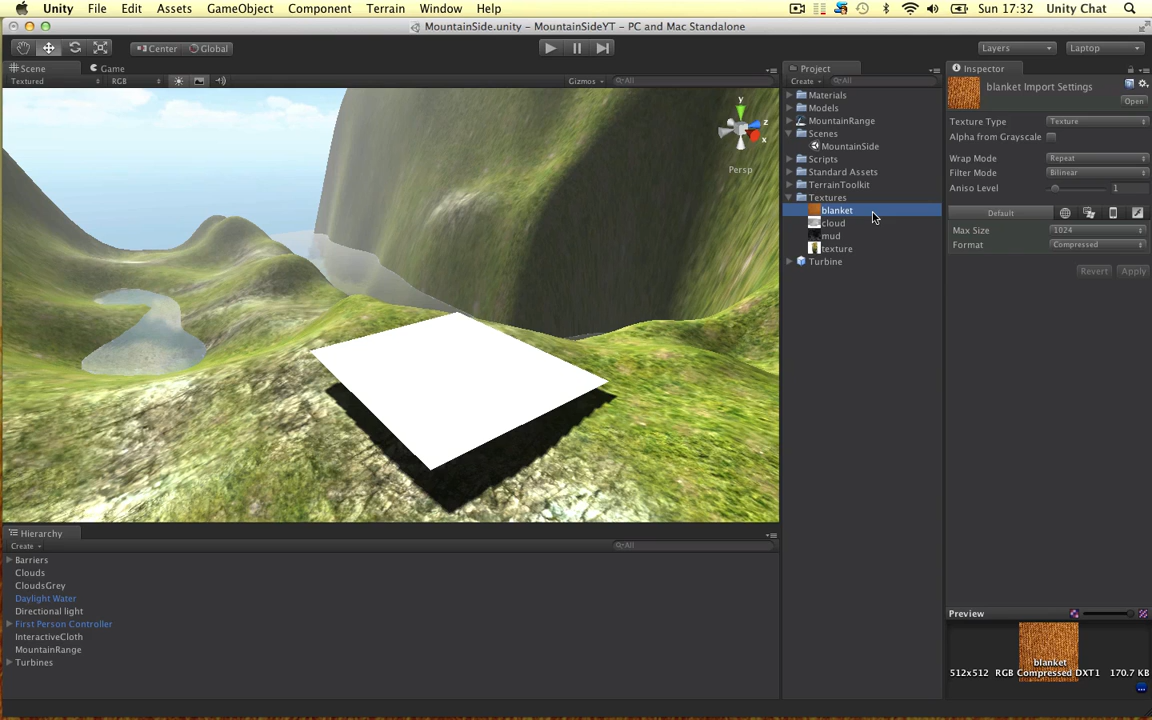 Unity File Edit Assets GameObject Component Terrain Window Help Sun 17:32 Unity Chat
MountainSide.unity - MountainSideYT - PC and Mac Standalone
Center Global Layers Laptop
Scene Game
Textured RGB Gizmos All
y
z
x
Persp
Project
Create All
Materials
Models
MountainRange
Scenes
MountainSide
Scripts
Standard Assets
TerrainToolkit
Textures
blanket
cloud
mud
texture
Turbine
Inspector
blanket Import Settings
Open
Texture Type Texture
Alpha from Grayscale
Wrap Mode Repeat
Filter Mode Bilinear
Aniso Level 1
Default
Max Size 1024
Format Compressed
Revert Apply
Hierarchy
Create All
Barriers
Clouds
CloudsGrey
Daylight Water
Directional light
First Person Controller
InteractiveCloth
MountainRange
Turbines
Preview
blanket
512x512 RGB Compressed DXT1 170.7 KB